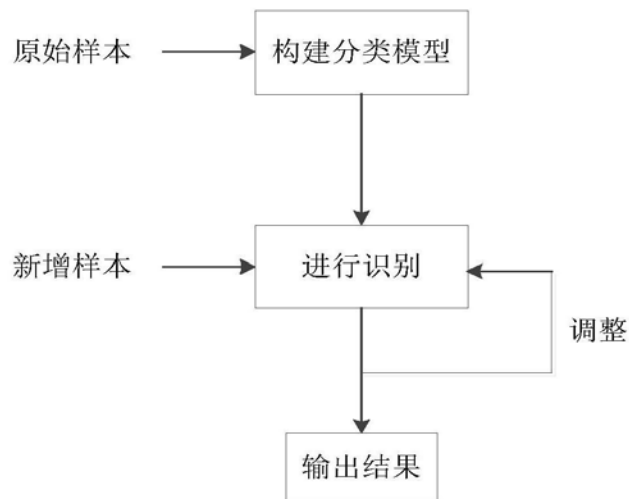 原始样本
构建分类模型
新增样本
进行识别
调整
输出结果